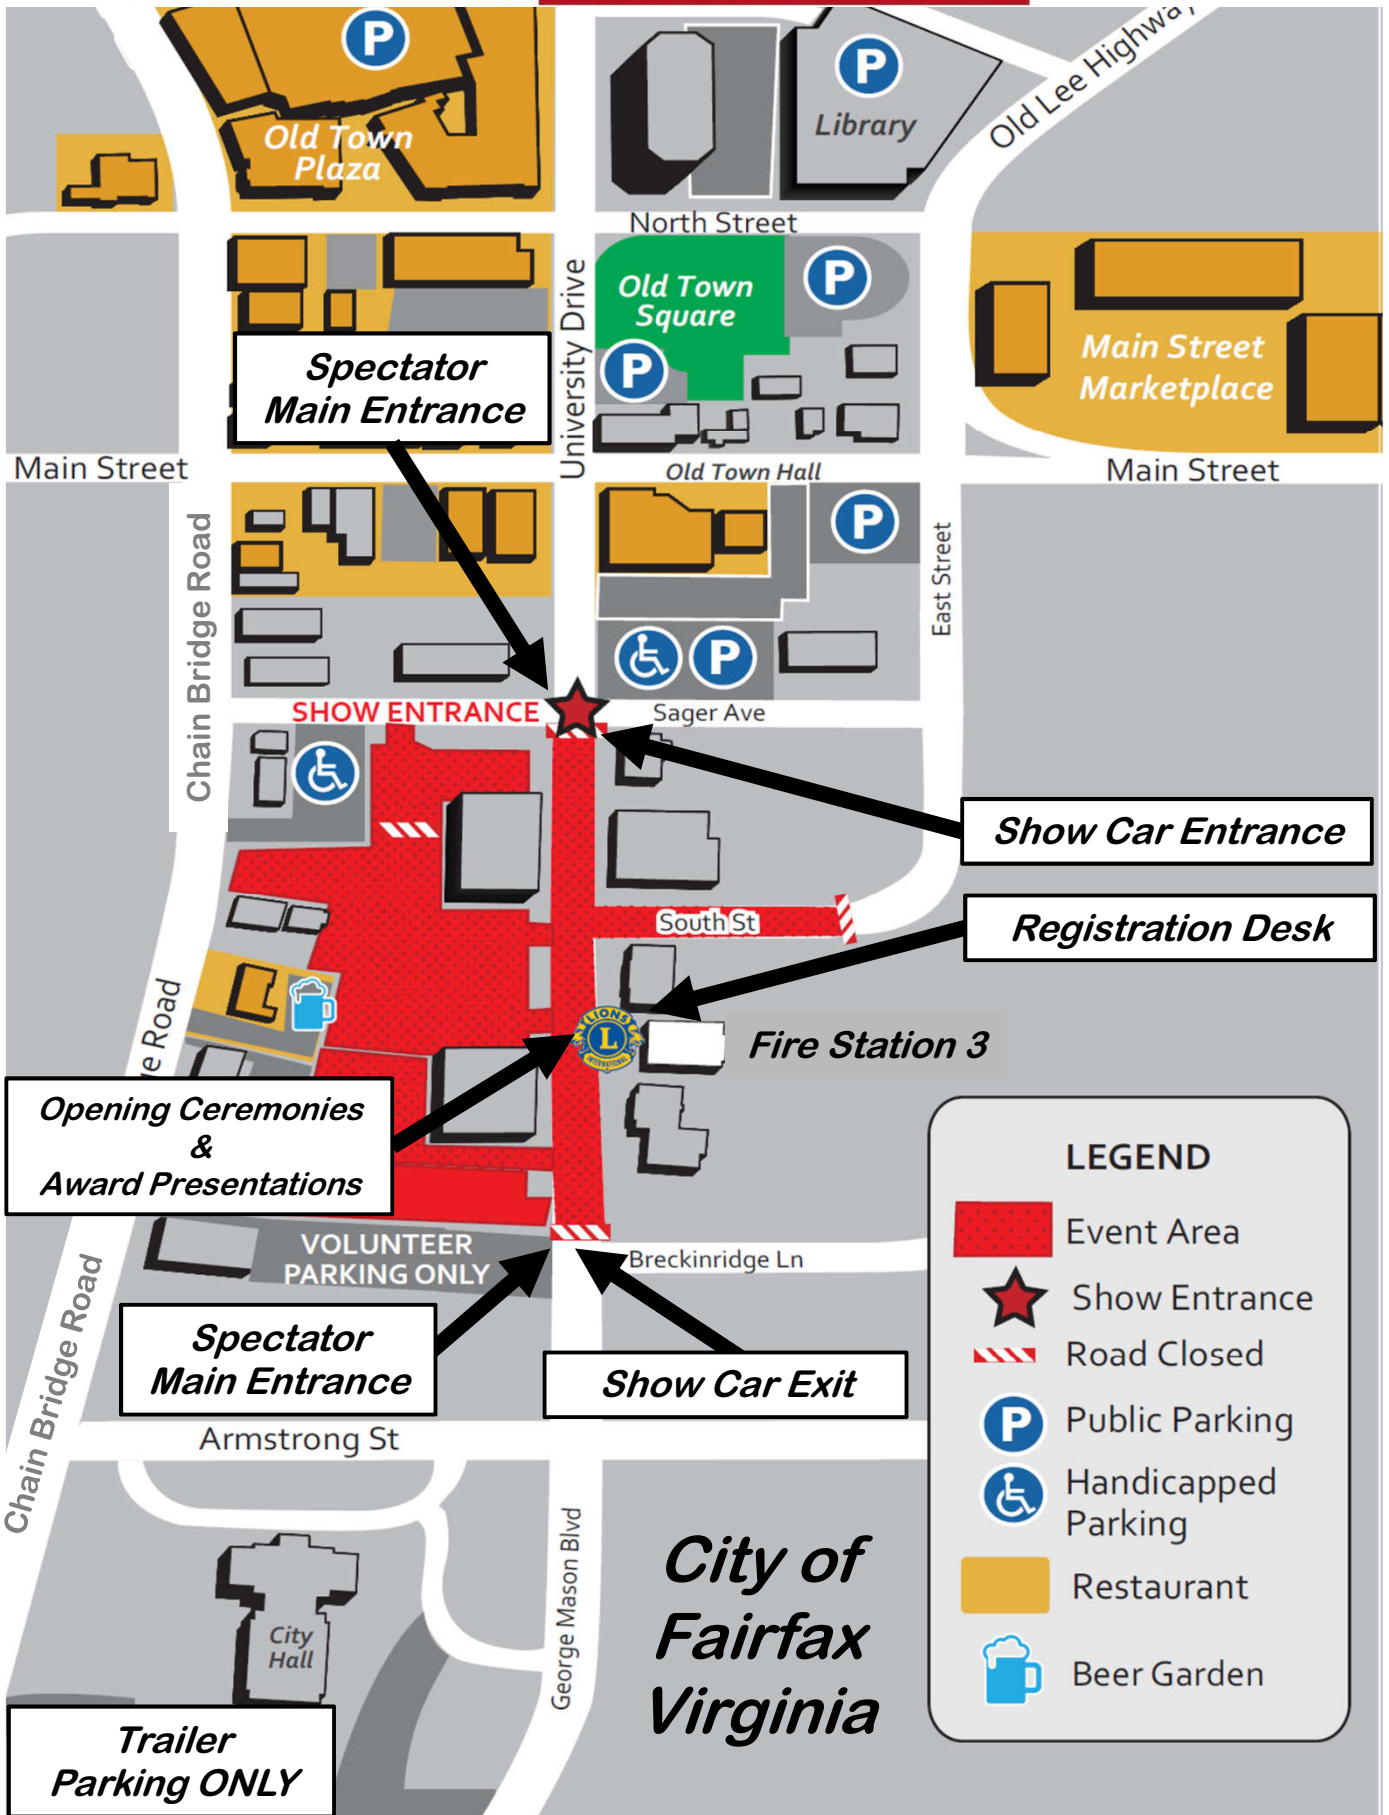 P
P
Old Lee Highway
Library
Old Town
Plaza
North Street
University Drive
Old Town
Square
P
P
Main Street
Marketplace
Spectator
Main Entrance
Main Street
Old Town Hall
Main Street
Chain Bridge Road
P
East Street
P
SHOW ENTRANCE
Sager Ave
Show Car Entrance
South St
Registration Desk
ge Road
LIONS
L
INTERNATIONAL
Fire Station 3
Opening Ceremonies
&
Award Presentations
VOLUNTEER
PARKING ONLY
Breckinridge Ln
Chain Bridge Road
Spectator
Main Entrance
Show Car Exit
Armstrong St
George Mason Blvd
City
Hall
Trailer
Parking ONLY
City of
Fairfax
Virginia
LEGEND
Event Area
Show Entrance
Road Closed
P
Public Parking
Handicapped
Parking
Restaurant
Beer Garden